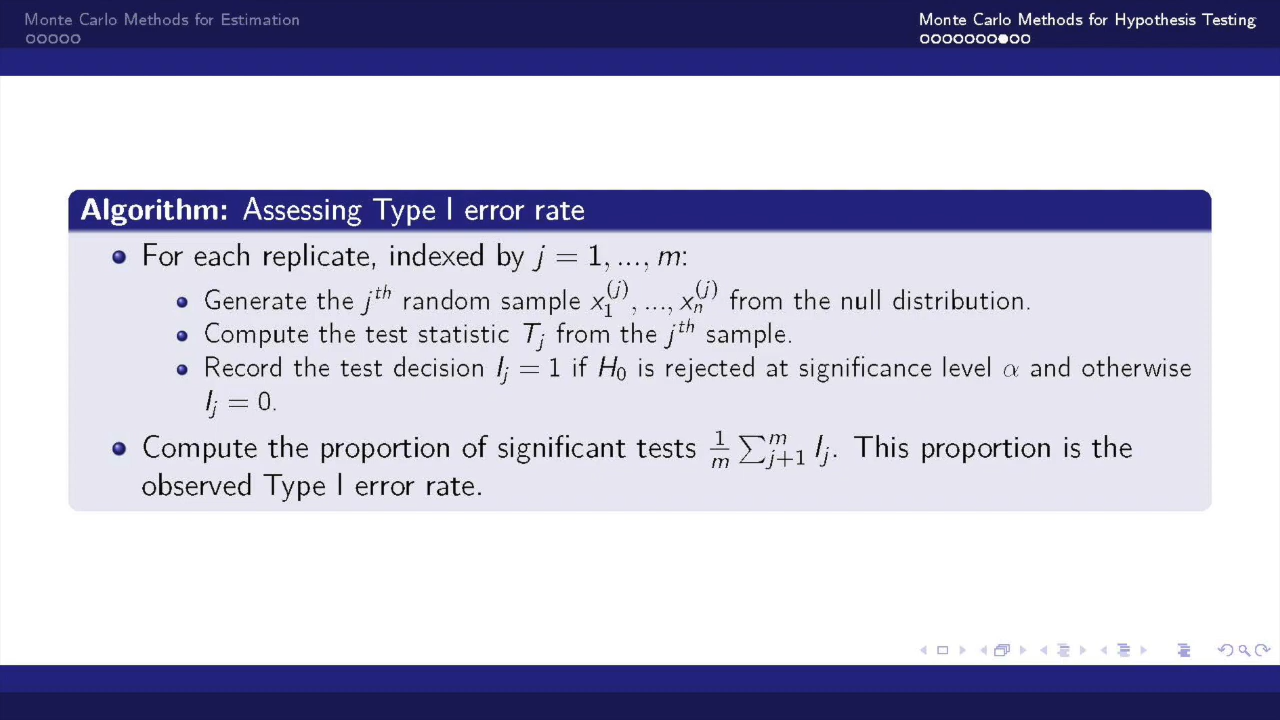 Monte Carlo Methods for Estimation
Monte Carlo Methods for Hypothesis Testing
Algorithm: Assessing Type I error rate
For each replicate, indexed by j = 1, ..., m:
Generate the j^{th} random sample x_1^{(j)}, ..., x_n^{(j)} from the null distribution.
Compute the test statistic T_j from the j^{th} sample.
Record the test decision I_j = 1 if H_0 is rejected at significance level α and otherwise
I_j = 0.
Compute the proportion of significant tests \frac{1}{m} \sum_{j+1}^{m} I_j. This proportion is the
observed Type I error rate.